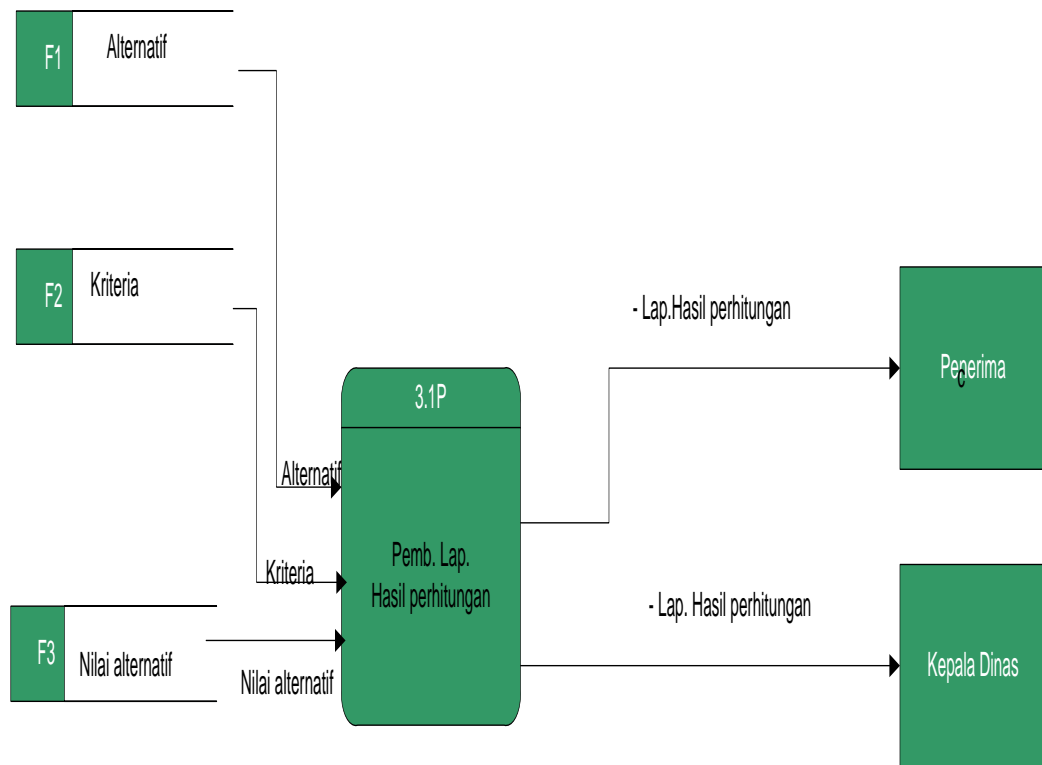 F1
Alternatif
F2
Kriteria
- Lap.Hasil perhitungan
Penerima
c
3.1P
Alternatif
Pemb. Lap.
Hasil perhitungan
Kriteria
- Lap. Hasil perhitungan
F3
Nilai alternatif
Nilai alternatif
Kepala Dinas